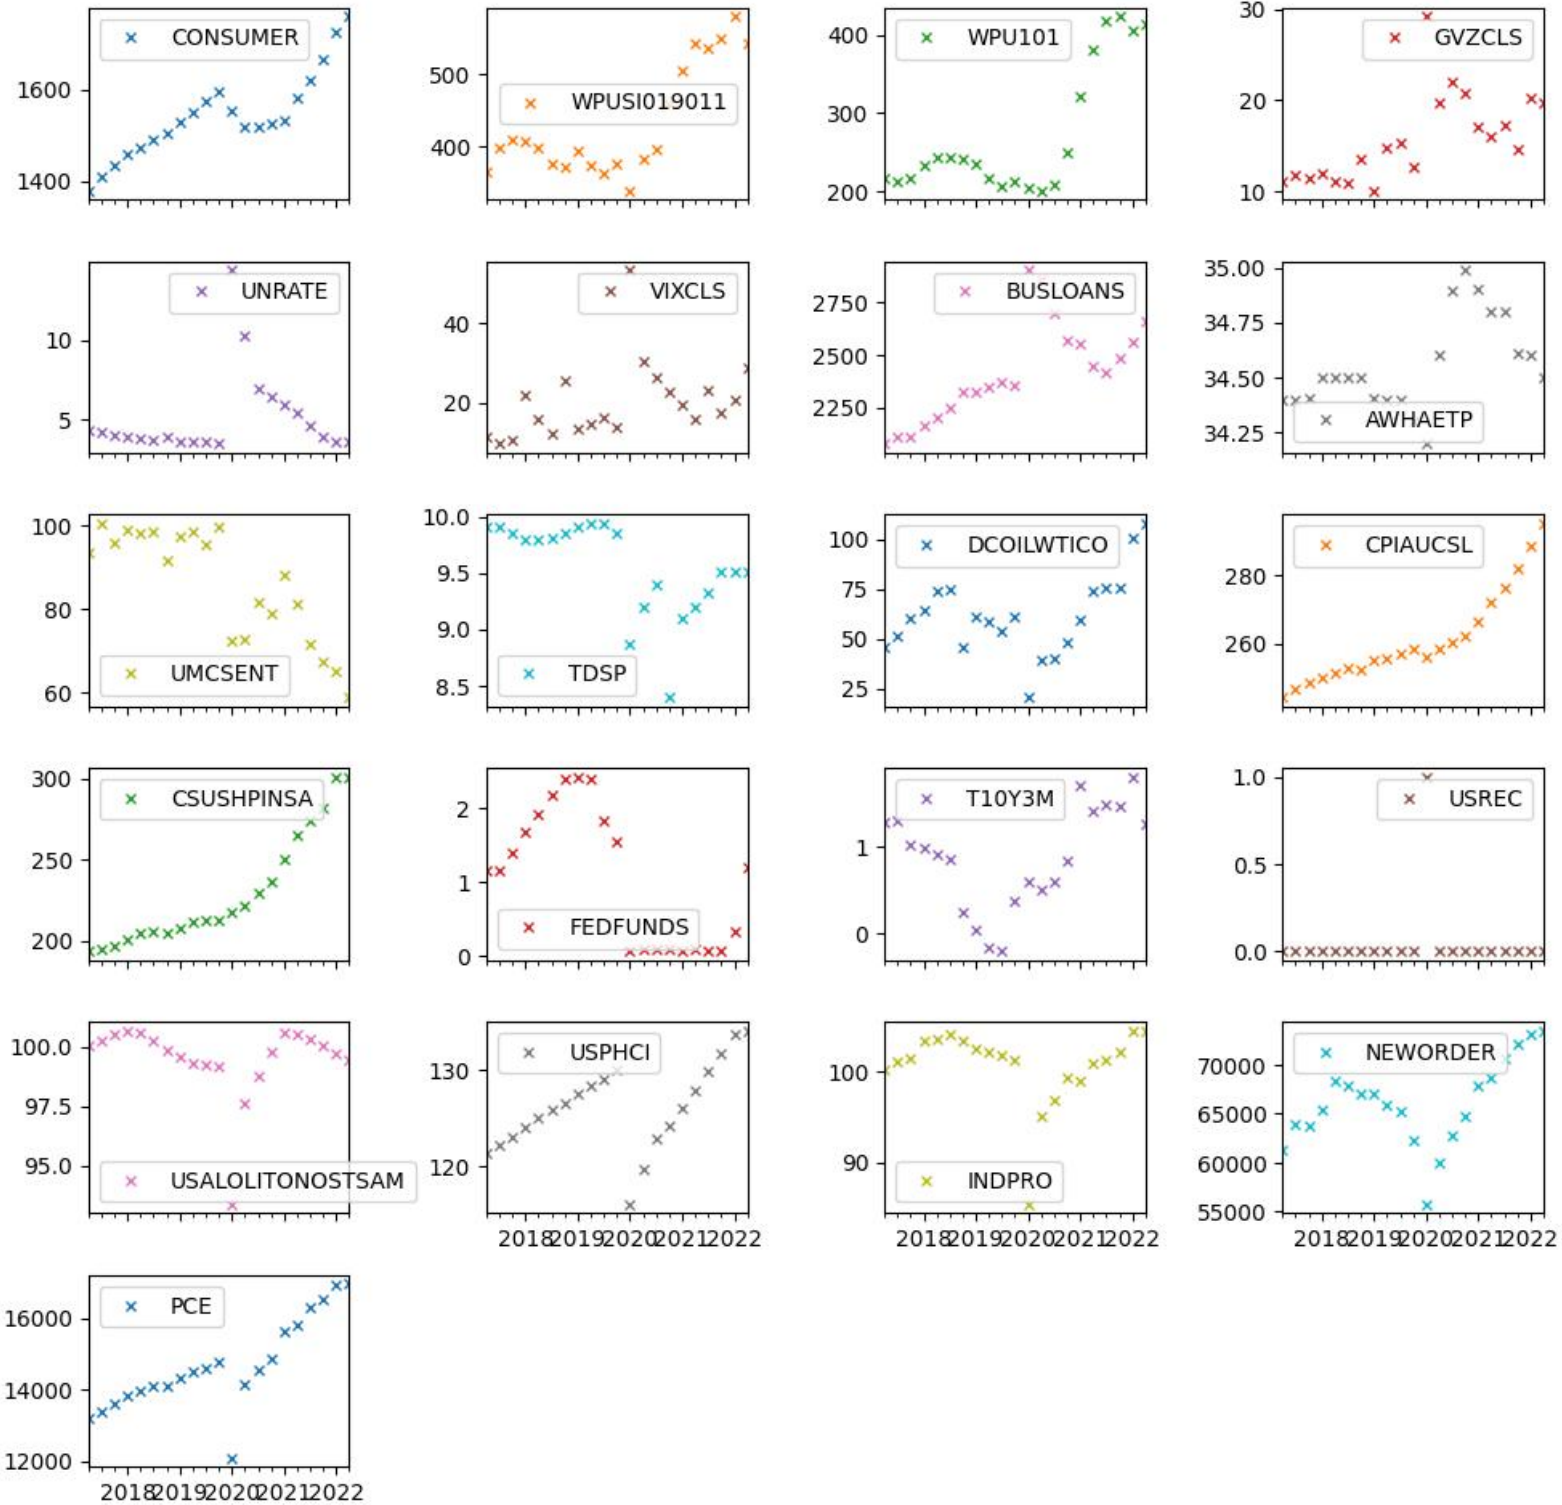 CONSUMER
1600
1400
WPUSI019011
500
400
WPU101
400
300
200
GVZCLS
30
20
10
UNRATE
10
5
VIXCLS
40
20
BUSLOANS
2750
2500
2250
AWHAETP
35.00
34.75
34.50
34.25
UMCSENT
100
80
60
TDSP
10.0
9.5
9.0
8.5
DCOILWTICO
100
75
50
25
CPIAUCSL
280
260
CSUSHPINSA
300
250
200
FEDFUNDS
2
1
0
T10Y3M
1
0
USREC
1.0
0.5
0.0
USALOLITONOSTSAM
100.0
97.5
95.0
USPHCI
130
120
2018 2019 2020 2021 2022
INDPRO
100
90
2018 2019 2020 2021 2022
NEWORDER
70000
65000
60000
55000
2018 2019 2020 2021 2022
PCE
16000
14000
12000
2018 2019 2020 2021 2022